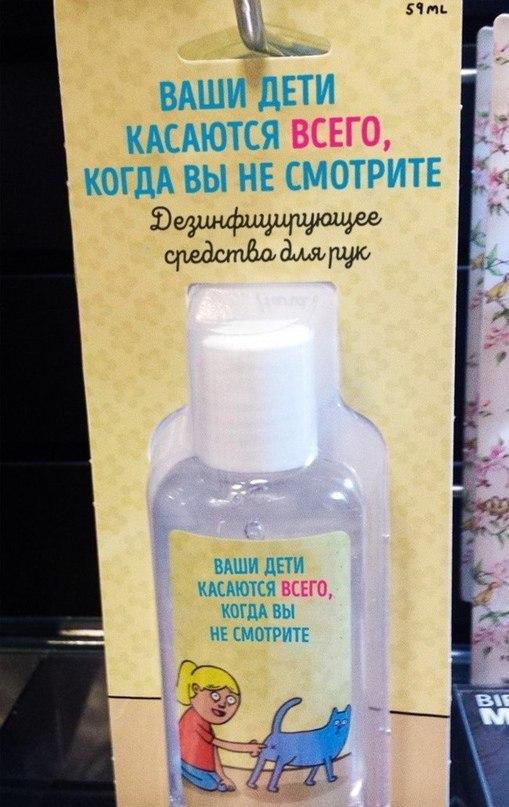 59ML
ВАШИ ДЕТИ
КАСАЮТСЯ ВСЕГО,
КОГДА ВЫ НЕ СМОТРИТЕ
Дезинфицирующее
средство для рук
ВАШИ ДЕТИ
КАСАЮТСЯ ВСЕГО,
КОГДА ВЫ
НЕ СМОТРИТЕ